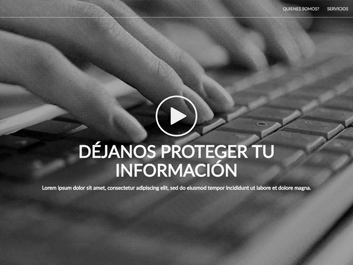 QUIENES SOMOS? SERVICIOS
DÉJANOS PROTEGER TU
INFORMACIÓN
Lorem ipsum dolor sit amet, consectetur adipiscing elit, sed do eiusmod tempor incididunt ut labore et dolore magna.